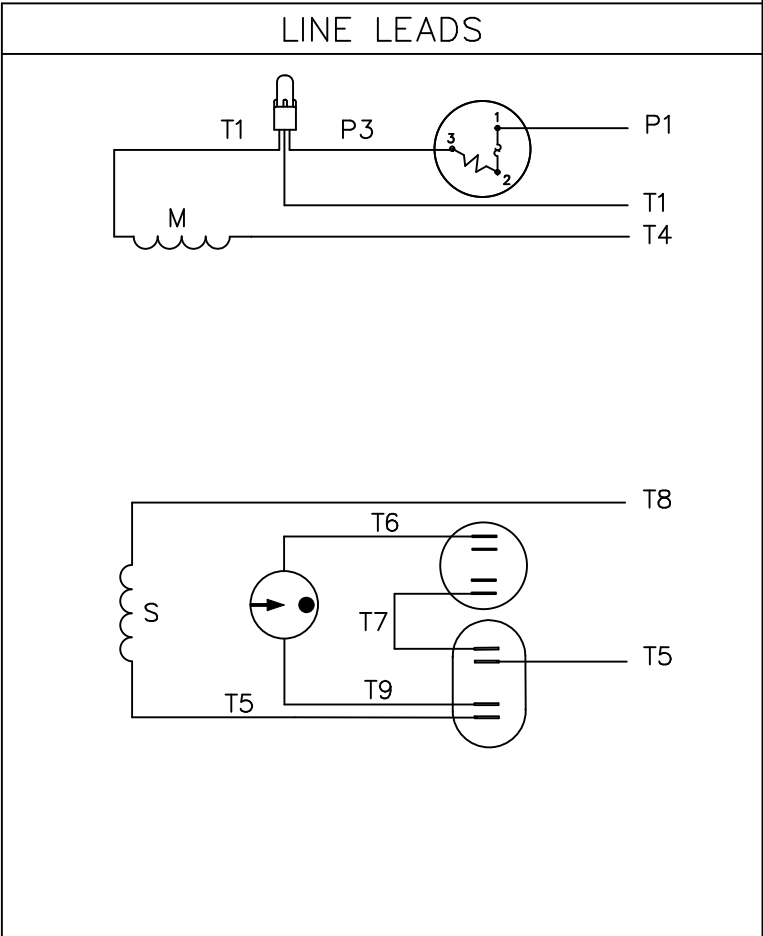 LINE LEADS
T1 P3 1 3 2 P1
T1
M T4
T8
T6
S T7
T5
T5 T9